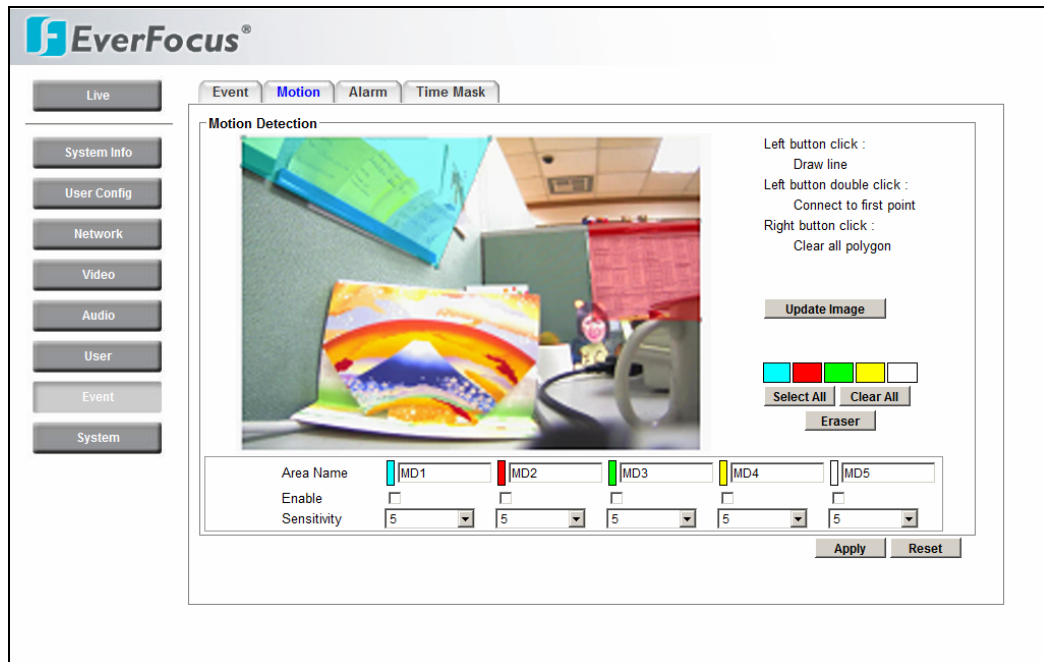 EverFocus®
Live
System Info
User Config
Network
Video
Audio
User
Event
System
Event Motion Alarm Time Mask
Motion Detection
Left button click :
Draw line
Left button double click :
Connect to first point
Right button click :
Clear all polygon
Update Image
Select All Clear All
Eraser
Area Name MD1 MD2 MD3 MD4 MD5
Enable
Sensitivity 5 5 5 5 5
Apply Reset